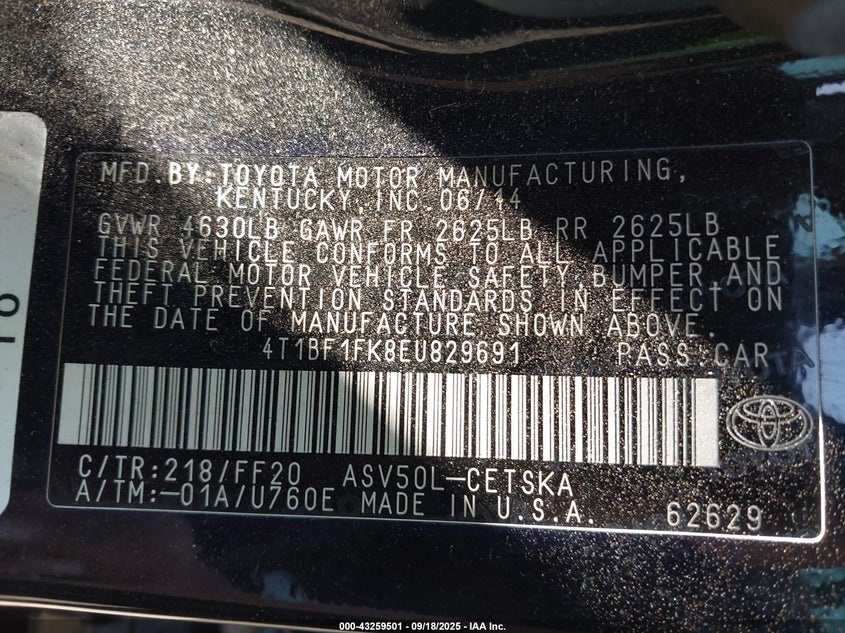 MFD. BY: TOYOTA MOTOR MANUFACTURING,
KENTUCKY, INC. 06/14
GVWR 4630LB GAWR FR 2625LB RR 2625LB
THIS VEHICLE CONFORMS TO ALL APPLICABLE
FEDERAL MOTOR VEHICLE SAFETY, BUMPER, AND
THEFT PREVENTION STANDARDS IN EFFECT ON
THE DATE OF MANUFACTURE SHOWN ABOVE.
4T1BF1FK8EU829691 PASS CAR
C/TR: 218/FF20 ASV50L-CETSKA
A/TM: -01A/U760E MADE IN U.S.A. 62629
000-43259501 - 09/18/2025 - IAA Inc.